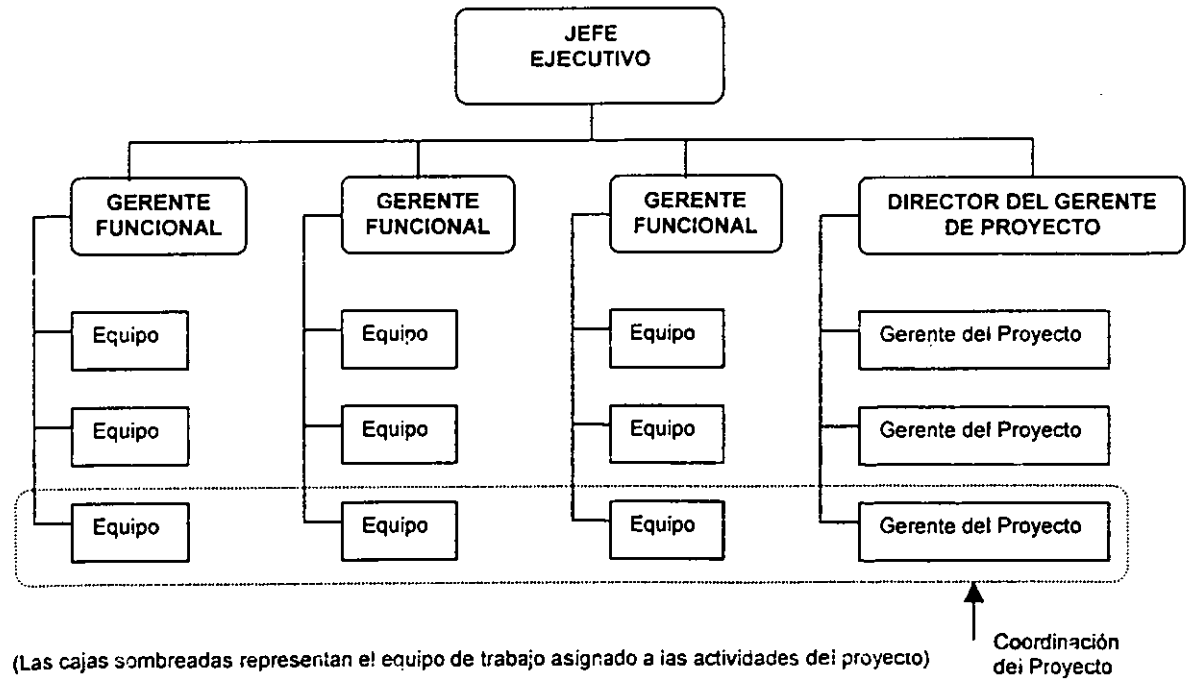 JEFE
EJECUTIVO
GERENTE
FUNCIONAL
GERENTE
FUNCIONAL
GERENTE
FUNCIONAL
DIRECTOR DEL GERENTE
DE PROYECTO
Equipo
Equipo
Equipo
Gerente del Proyecto
Equipo
Equipo
Equipo
Gerente del Proyecto
Equipo
Equipo
Equipo
Gerente del Proyecto
Coordinación
del Proyecto
(Las cajas sombreadas representan el equipo de trabajo asignado a las actividades del proyecto)